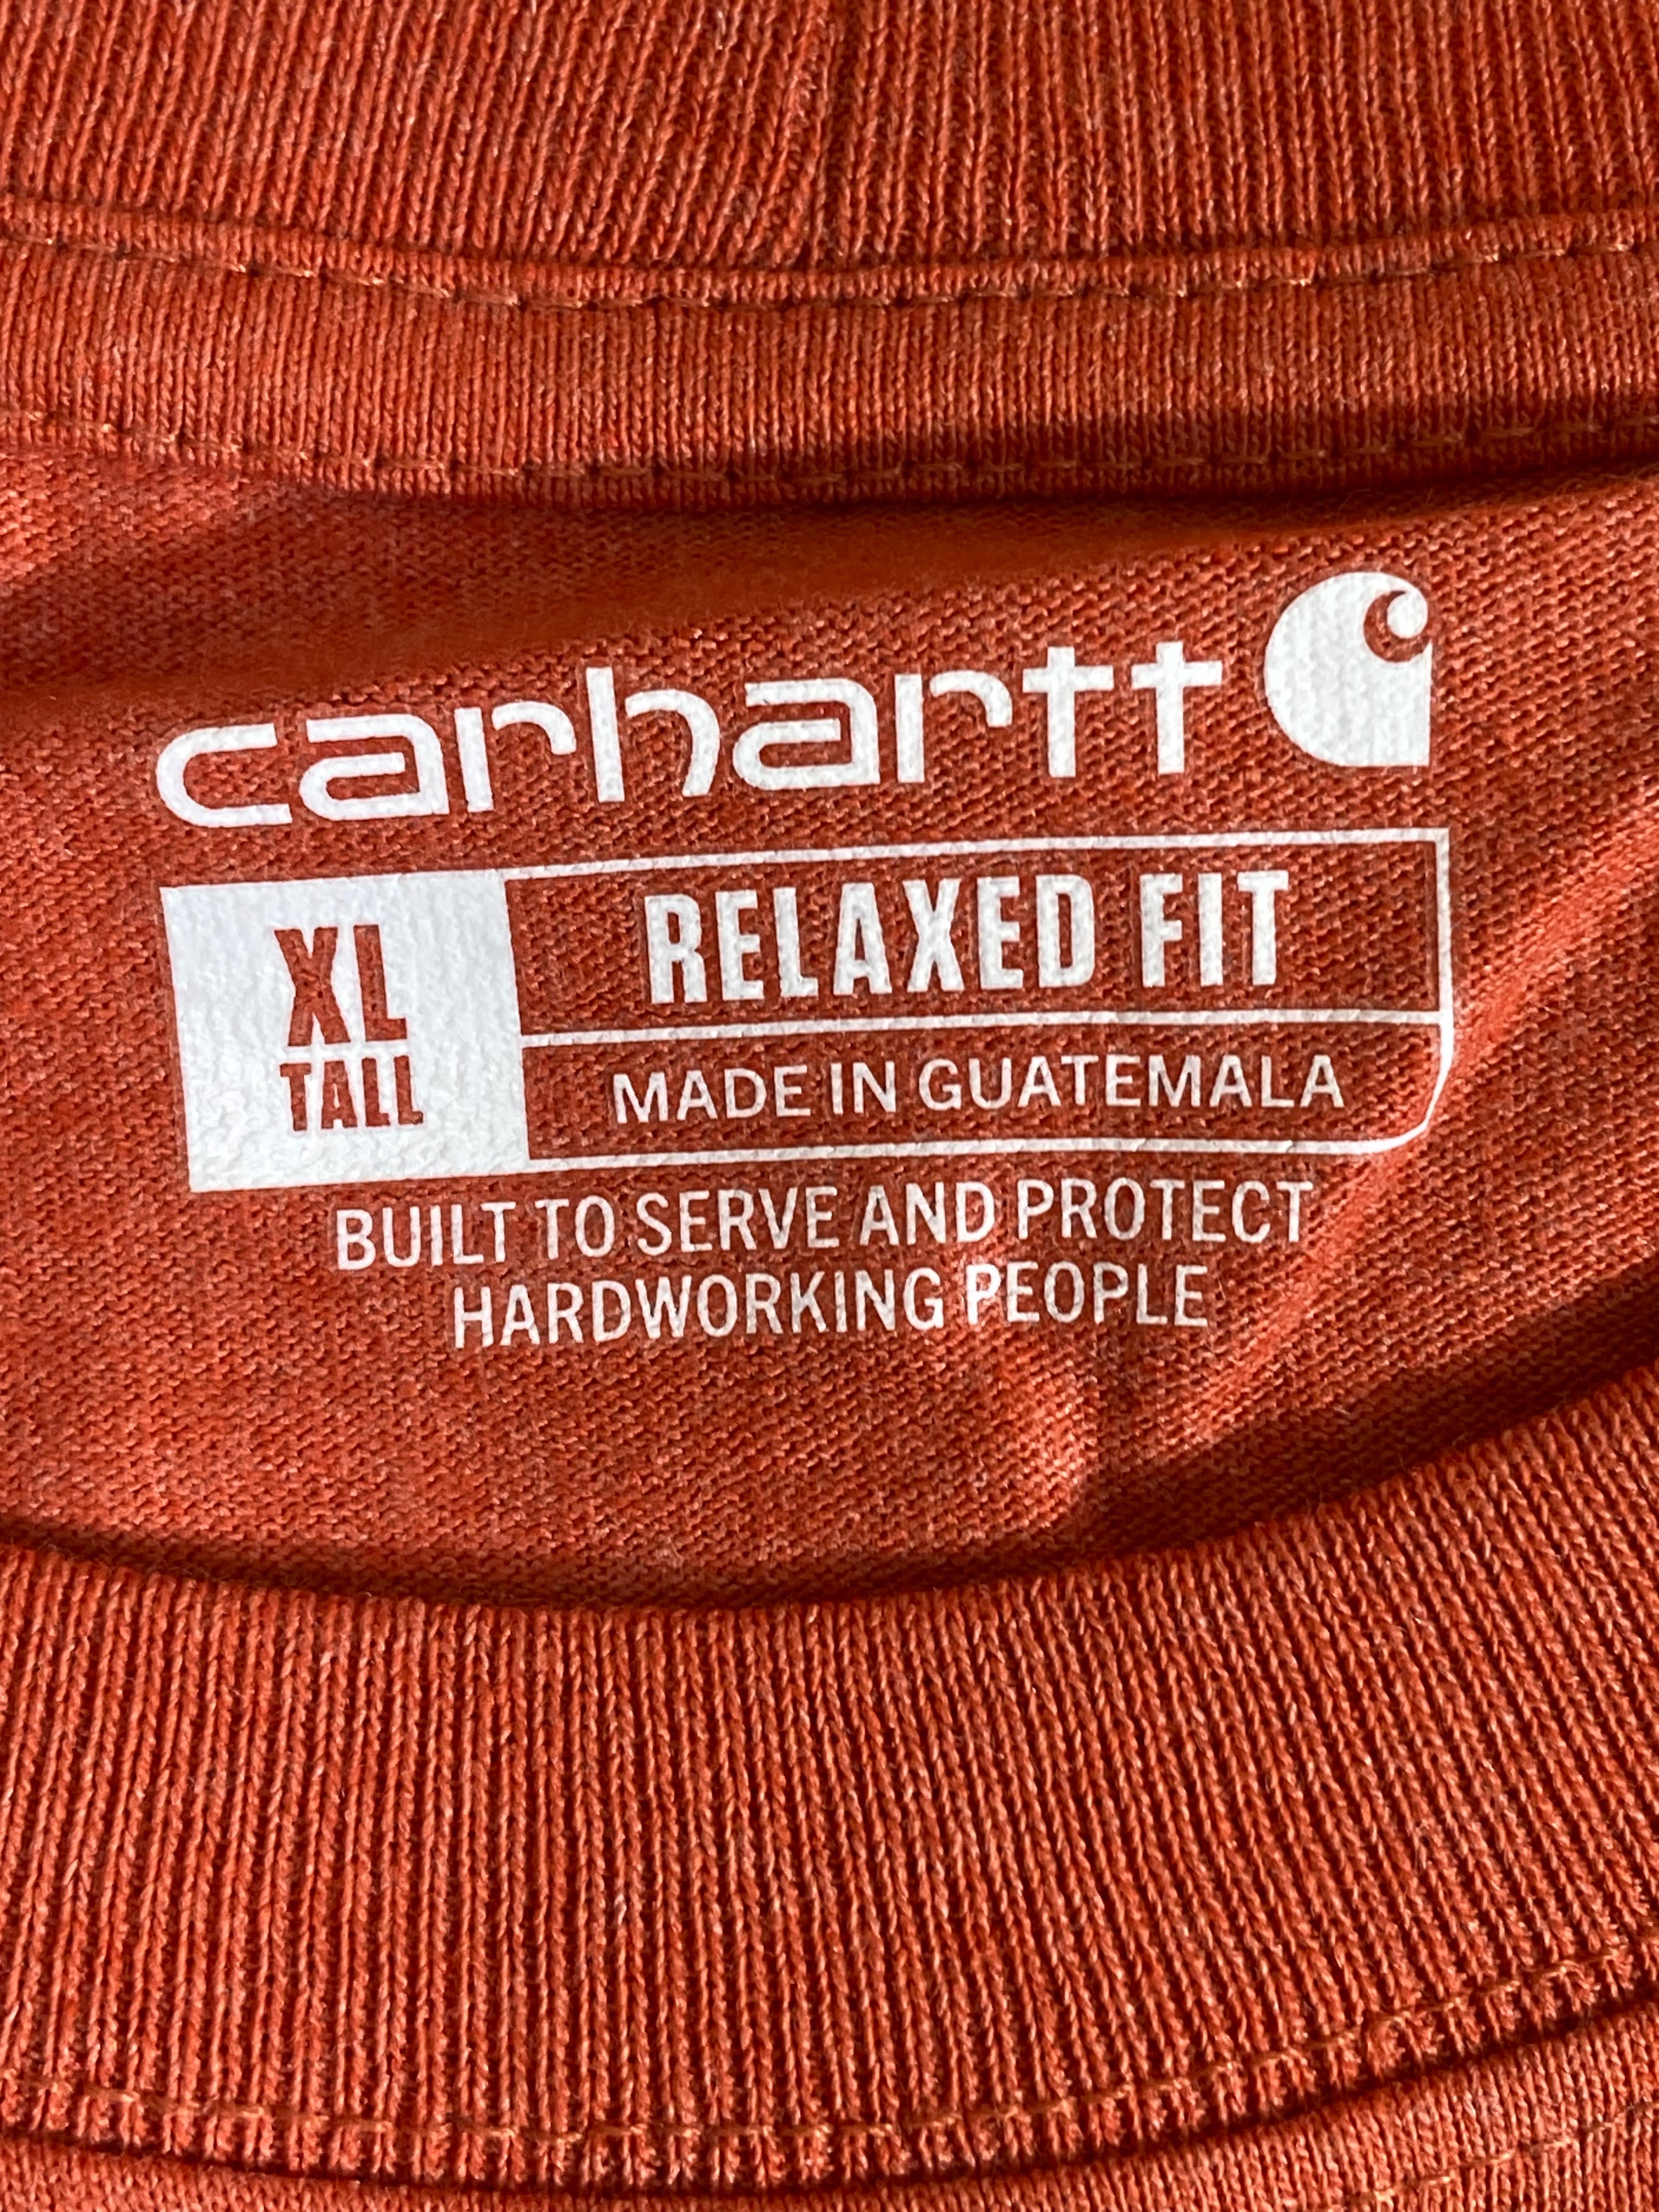 carhartt
XL
TALL
RELAXED FIT
MADE IN GUATEMALA
BUILT TO SERVE AND PROTECT
HARDWORKING PEOPLE